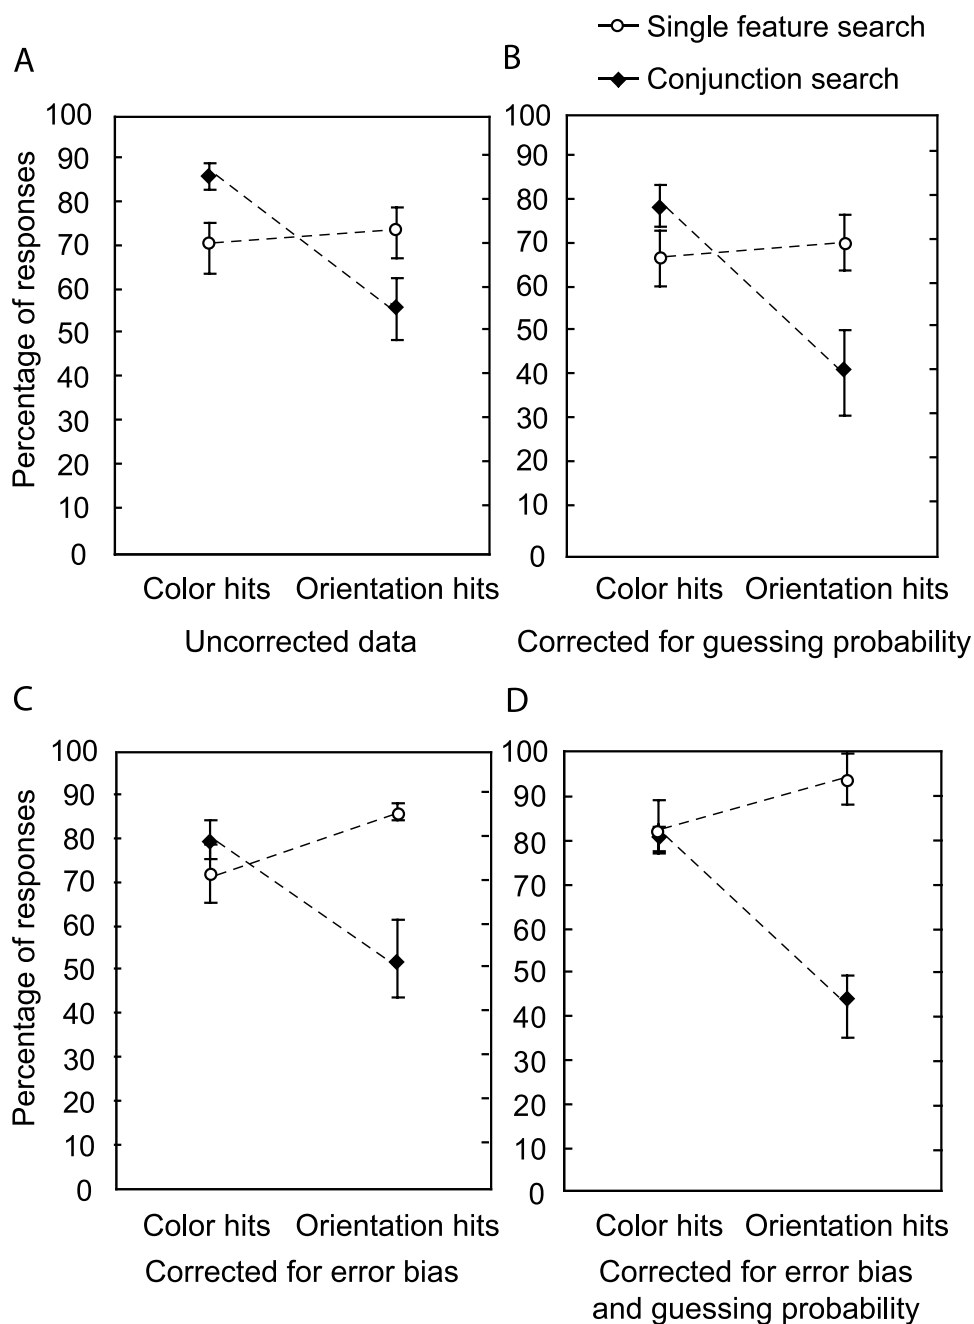 Single feature search
Conjunction search
A
B
Percentage of responses
100
90
80
70
60
50
40
30
20
10
0
Color hits
Orientation hits
Uncorrected data
100
90
80
70
60
50
40
30
20
10
0
Color hits
Orientation hits
Corrected for guessing probability
C
D
Percentage of responses
100
90
80
70
60
50
40
30
20
10
0
Color hits
Orientation hits
Corrected for error bias
100
90
80
70
60
50
40
30
20
10
0
Color hits
Orientation hits
Corrected for error bias
and guessing probability